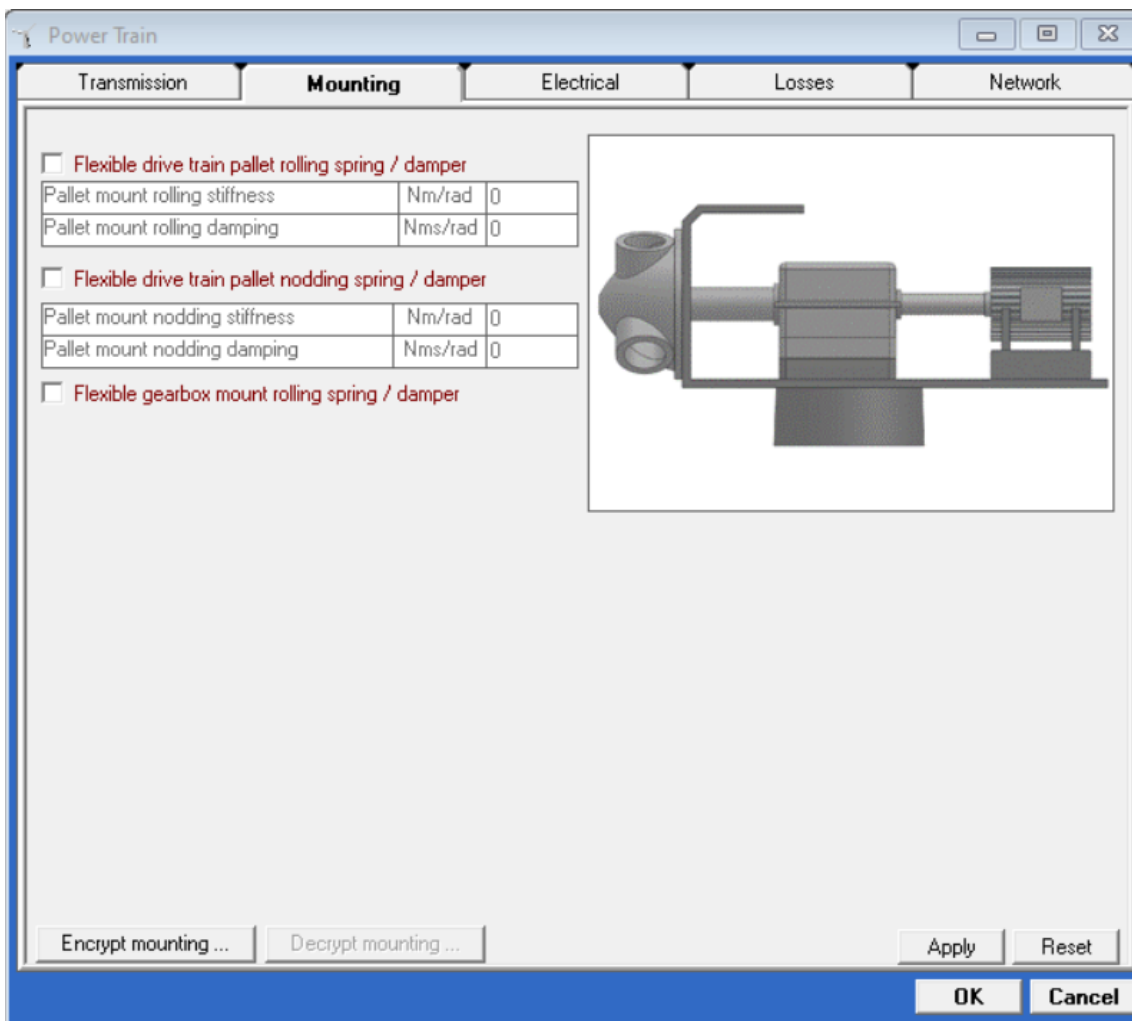 Power Train
Transmission Mounting Electrical Losses Network
Flexible drive train pallet rolling spring / damper
Pallet mount rolling stiffness Nm/rad 0
Pallet mount rolling damping Nms/rad 0
Flexible drive train pallet nodding spring / damper
Pallet mount nodding stiffness Nm/rad 0
Pallet mount nodding damping Nms/rad 0
Flexible gearbox mount rolling spring / damper
Encrypt mounting ... Decrypt mounting ... Apply Reset
OK Cancel